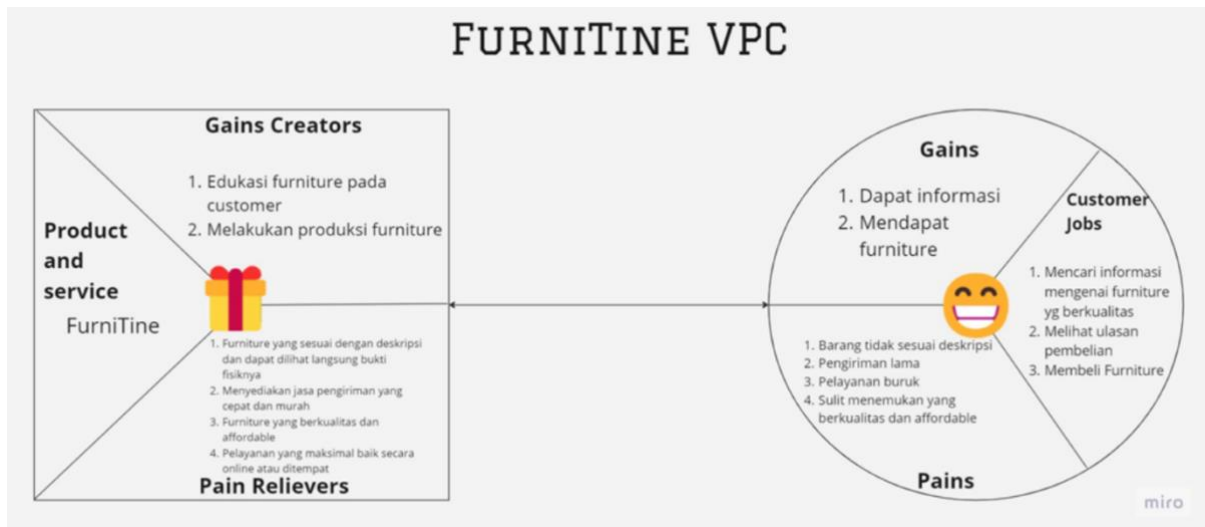 FurniTine VPC
Gains Creators
1. Edukasi furniture pada
customer
2. Melakukan produksi furniture
Product
and
service
FurniTine
1. Furniture yang sesuai dengan deskripsi
dan dapat dilihat langsung bukti
fisiknya
2. Menyediakan jasa pengiriman yang
cepat dan murah
3. Furniture yang berkualitas dan
affordable
4. Pelayanan yang maksimal baik secara
online atau ditempat
Pain Relievers
Gains
1. Dapat informasi
2. Mendapat
furniture
Customer
Jobs
1. Mencari informasi
mengenai furniture
yg berkualitas
2. Melihat ulasan
pembelian
3. Membeli Furniture
1. Barang tidak sesuai deskripsi
2. Pengiriman lama
3. Pelayanan buruk
4. Sulit menemukan yang
berkualitas dan affordable
Pains
miro